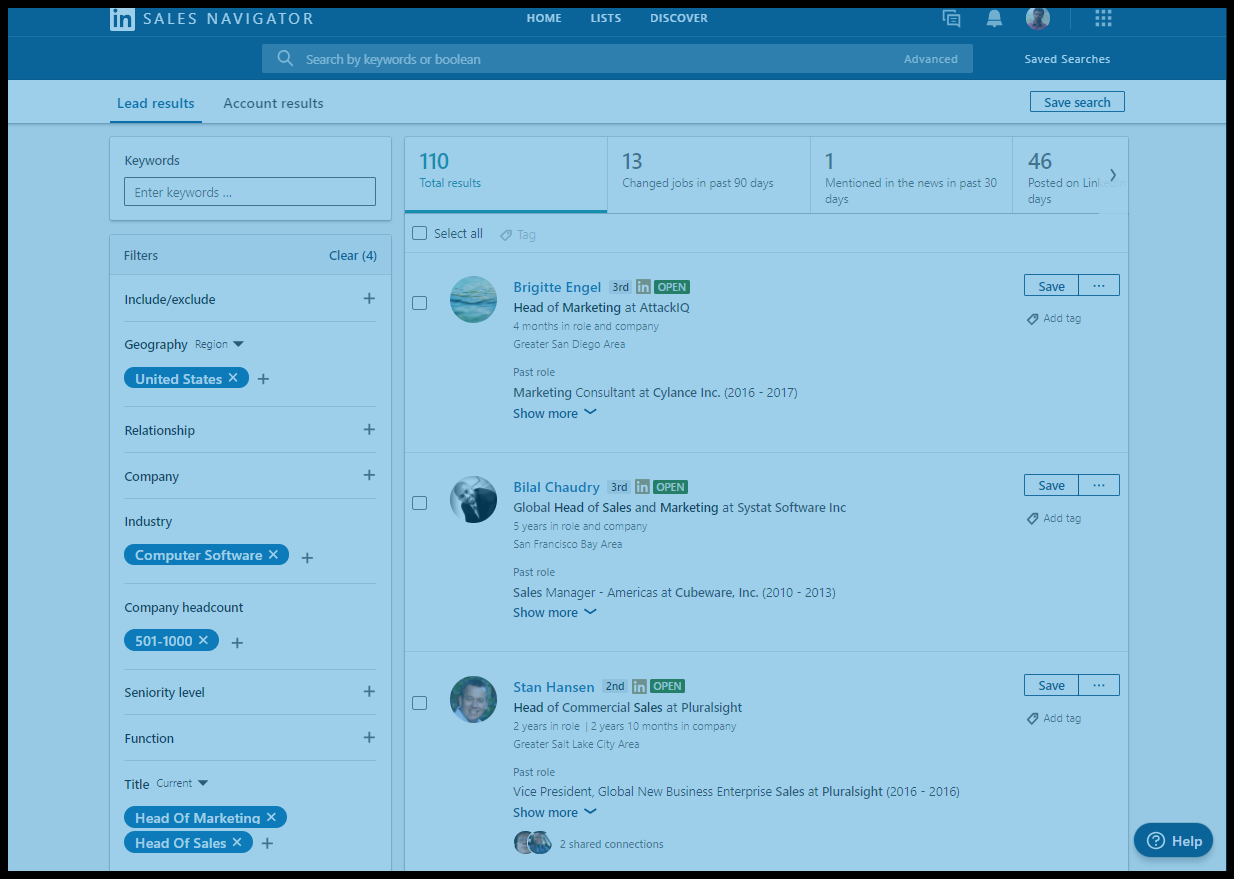 in SALES NAVIGATOR
HOME LISTS DISCOVER
Search by keywords or boolean
Advanced
Saved Searches
Lead results
Account results
Save search
Keywords
Enter keywords ...
Filters
Clear (4)
Include/exclude
Geography Region
United States
Relationship
Company
Industry
Computer Software
Company headcount
501-1000
Seniority level
Function
Title Current
Head Of Marketing
Head Of Sales
110
Total results
13
Changed jobs in past 90 days
1
Mentioned in the news in past 30
days
46
Posted on
days
Select all
Tag
Brigitte Engel 3rd in OPEN
Head of Marketing at AttackIQ
4 months in role and company
Greater San Diego Area
Past role
Marketing Consultant at Cylance Inc. (2016 - 2017)
Show more
Save ...
Add tag
Bilal Chaudry 3rd in OPEN
Global Head of Sales and Marketing at Systat Software Inc
5 years in role and company
San Francisco Bay Area
Past role
Sales Manager - Americas at Cubeware, Inc. (2010 - 2013)
Show more
Save ...
Add tag
Stan Hansen 2nd in OPEN
Head of Commercial Sales at Pluralsight
2 years in role | 2 years 10 months in company
Greater Salt Lake City Area
Past role
Vice President, Global New Business Enterprise Sales at Pluralsight (2016 - 2016)
Show more
2 shared connections
Save ...
Add tag
Help